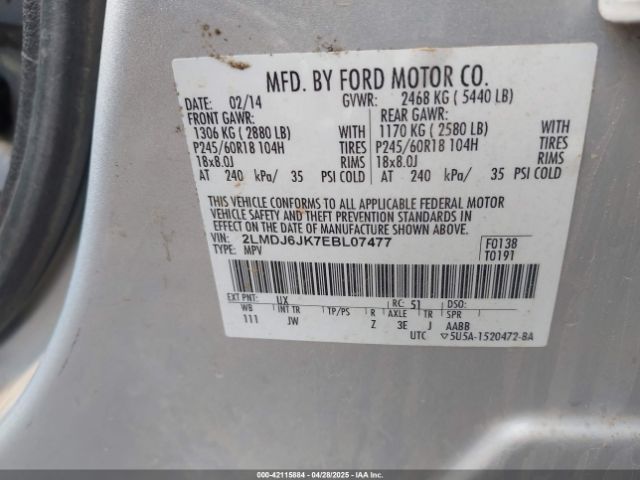 MFD. BY FORD MOTOR CO.
DATE: 02/14 GVWR: 2468 KG ( 5440 LB)
FRONT GAWR: REAR GAWR:
1306 KG ( 2880 LB) WITH 1170 KG ( 2580 LB) WITH
P245/60R18 104H TIRES P245/60R18 104H TIRES
18x8.0J RIMS 18x8.0J RIMS
AT 240 kPa/ 35 PSI COLD AT 240 kPa/ 35 PSI COLD
THIS VEHICLE CONFORMS TO ALL APPLICABLE FEDERAL MOTOR
VEHICLE SAFETY AND THEFT PREVENTION STANDARDS IN
EFFECT ON THE DATE OF MANUFACTURE SHOWN ABOVE.
VIN: 2LMDJ6JK7EBL07477 F0138
TYPE: MPV T0191
EXT PNT: UX RC: 51 DSO:
WB INT TR TP/PS R AXLE TR SPR
111 JW Z 3E J AABB
UTC ▽5U5A-1520472-BA
000-42115884 04/28/2025 - IAAI.com